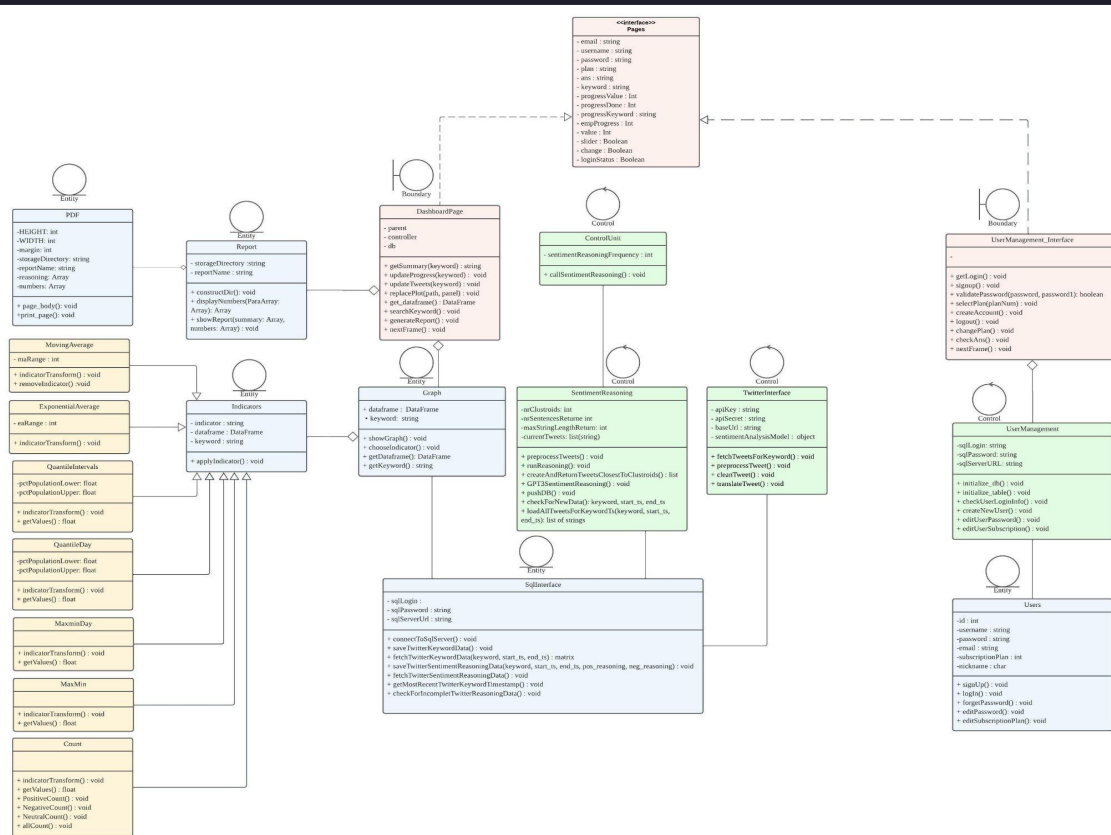 <<interface>>
Pages
- email : string
- username : string
- password : string
- plan : string
- ans : string
- keyword : string
- progressValue : Int
- progressDone : Int
- progressKeyword : string
- empProgress : Int
- value : Int
- slider : Boolean
- change : Boolean
- loginStatus : Boolean
Entity
PDF
-HEIGHT: int
-WIDTH: int
-margin: int
-storageDirectory: string
-reportName: string
-reasoning: Array
-numbers: Array
+ page_body(): void
+print_page(): void
Entity
Report
- storageDirectory :string
- reportName : string
+ constructDir(): void
+ displayNumbers(ParaArray:
Array): Array
+ showReport(summary: Array,
numbers: Array) : void
Boundary
DashboardPage
- parent
- controller
- db
+ getSummary(keyword) : string
+ updateProgress(keyword) : void
+ updateTweets(keyword) : void
+ replacePlot(path, panel) : void
+ get_dataframe() : DataFrame
+ searchKeyword() : void
+ generateReport() : void
+ nextFrame() : void
Control
ControlUnit
- sentimentReasoningFrequency : int
+ callSentimentReasoning() : void
Boundary
UserManagement_Interface
-
+ getLogin() : void
+ signup() : void
+ validatePassword(password, password1): boolean
+ selectPlan(planNum) : void
+ createAccount() : void
+ logout() : void
+ changePlan() : void
+ checkAns() : void
+ nextFrame() : void
MovingAverage
- maRange : int
+ indicatorTransform() : void
+ removeIndicator() :void
ExponentialAverage
- eaRange : int
+ indicatorTransform() : void
QuantileIntervals
-pctPopulationLower: float
-pctPopulationUpper: float
+ indicatorTransform() : void
+ getValues() : float
QuantileDay
-pctPopulationLower: float
-pctPopulationUpper: float
+ indicatorTransform() : void
+ getValues() : float
MaxminDay
+ indicatorTransform() : void
+ getValues() : float
MaxMin
+ indicatorTransform() : void
+ getValues() : float
Count
+ indicatorTransform() : void
+ getValues() : float
+ PositiveCount() : void
+ NegativeCount() : void
+ NeutralCount() : void
+ allCount() : void
Entity
Indicators
- indicator : string
- dataframe : DataFrame
- keyword : string
+ applyIndicator() : void
Entity
Graph
+ dataframe : DataFrame
• keyword: string
+ showGraph() : void
+ chooseIndicator() : void
+ getDataframe(): DataFrame
+ getKeyword() : string
Control
SentimentReasoning
-nrClustroids: int
-nrSentencesReturn: int
-maxStringLengthReturn: int
-currentTweets: list(string)
+ preprocessTweets() : void
+ runReasoning() : void
+ createAndReturnTweetsClosestToClustroids() : list
+ GPT3SentimentReasoning() : void
+ pushDB() : void
+ checkForNewData(): keyword, start_ts, end_ts
+ loadAllTweetsForKeywordTs(keyword, start_ts,
end_ts): list of strings
Control
TwitterInterface
- apiKey : string
- apiSecret : string
- baseUrl : string
- sentimentAnalysisModel : object
+ fetchTweetsForKeyword() : void
+ preprocessTweet() : void
+ cleanTweet() : void
+ translateTweet() : void
Control
UserManagement
-sqlLogin: string
-sqlPassword: string
-sqlServerURL: string
+ initialize_db() : void
+ initialize_table() : void
+ checkUserLoginInfo() : void
+ createNewUser() : void
+ editUserPassword() : void
+ editUserSubscription() : void
Entity
SqlInterface
- sqlLogin :
- sqlPassword : string
- sqlServerUrl : string
+ connectToSqlServer() : void
+ saveTwitterKeywordData() : void
+ fetchTwitterKeywordData(keyword, start_ts, end_ts) : matrix
+ saveTwitterSentimentReasoningData(keyword, start_ts, end_ts, pos_reasoning, neg_reasoning) : void
+ fetchTwitterSentimentReasoningData() : void
+ getMostRecentTwitterKeywordTimestamp() : void
+ checkForIncompletTwitterReasoningData() : void
Entity
Users
-id : int
-username : string
-password : string
-email : string
-subscriptionPlan : int
-nickname : char
+ signUp() : void
+ logIn() : void
+ forgetPassword() : void
+ editPassword() : void
+ editSubscriptionPlan(): void